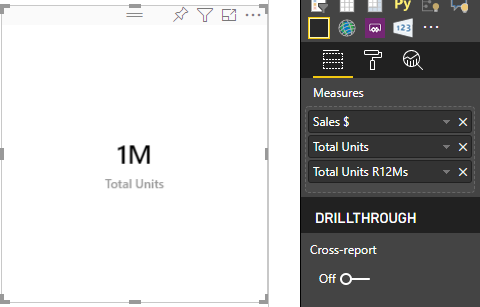 1M
Total Units
Py
123
Measures
Sales $
Total Units
Total Units R12Ms
DRILLTHROUGH
Cross-report
Off